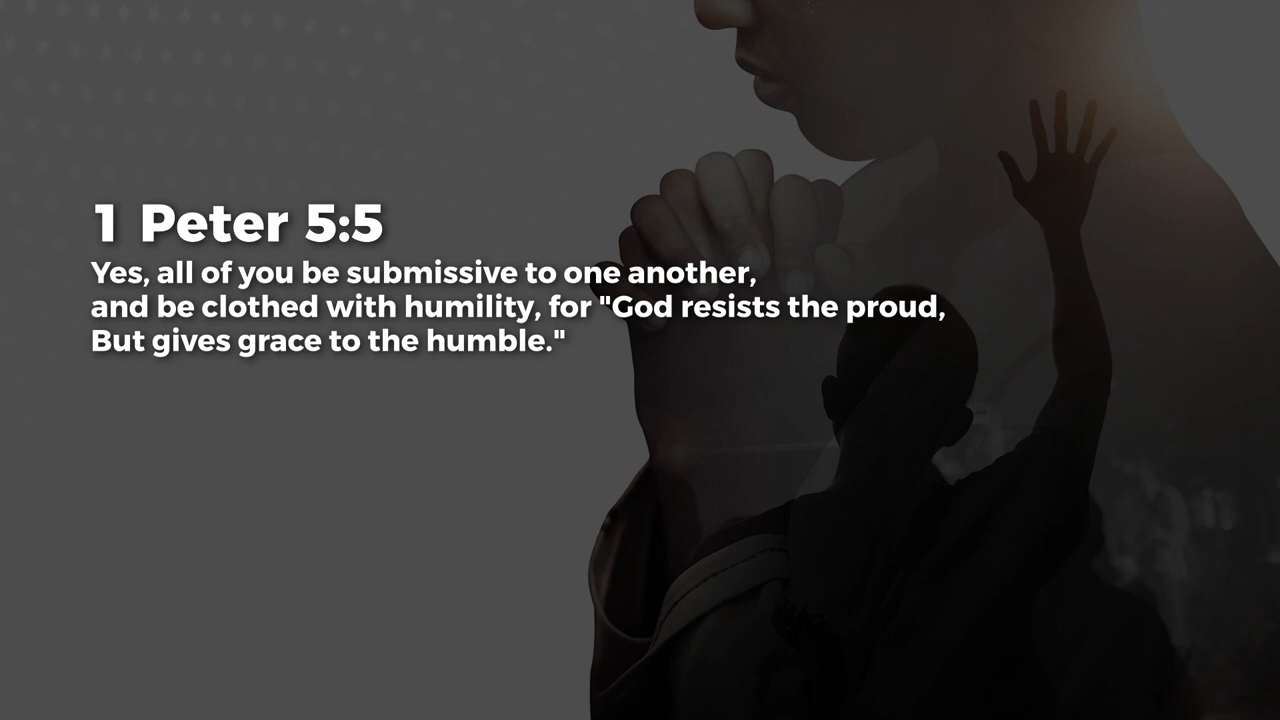 1 Peter 5:5
Yes, all of you be submissive to one another,
and be clothed with humility, for "God resists the proud,
But gives grace to the humble."